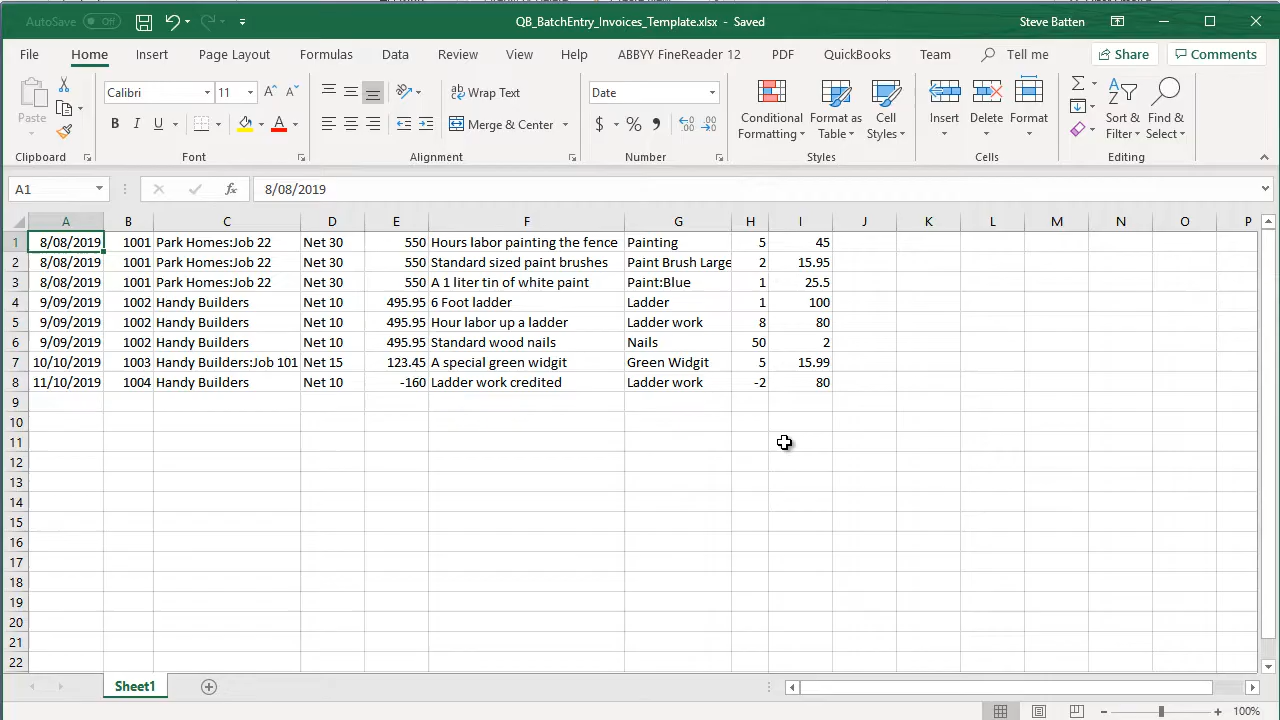 AutoSave Off QB_BatchEntry_Invoices_Template.xlsx - Saved Steve Batten
File Home Insert Page Layout Formulas Data Review View Help ABBYY FineReader 12 PDF QuickBooks Team Tell me Share Comments
Paste Calibri 11 A A Wrap Text Date Conditional Formatting Format as Table Cell Styles Insert Delete Format Sort & Filter Find & Select
B I U A Merge & Center $ % ,
Clipboard Font Alignment Number Styles Cells Editing
A1 fx 8/08/2019
A B C D E F G H I J K L M N O P
1 8/08/2019 1001 Park Homes:Job 22 Net 30 550 Hours labor painting the fence Painting 5 45
2 8/08/2019 1001 Park Homes:Job 22 Net 30 550 Standard sized paint brushes Paint Brush Large 2 15.95
3 8/08/2019 1001 Park Homes:Job 22 Net 30 550 A 1 liter tin of white paint Paint:Blue 1 25.5
4 9/09/2019 1002 Handy Builders Net 10 495.95 6 Foot ladder Ladder 1 100
5 9/09/2019 1002 Handy Builders Net 10 495.95 Hour labor up a ladder Ladder work 8 80
6 9/09/2019 1002 Handy Builders Net 10 495.95 Standard wood nails Nails 50 2
7 10/10/2019 1003 Handy Builders:Job 101 Net 15 123.45 A special green widgit Green Widgit 5 15.99
8 11/10/2019 1004 Handy Builders Net 10 -160 Ladder work credited Ladder work -2 80
9
10
11
12
13
14
15
16
17
18
19
20
21
22
Sheet1
100%